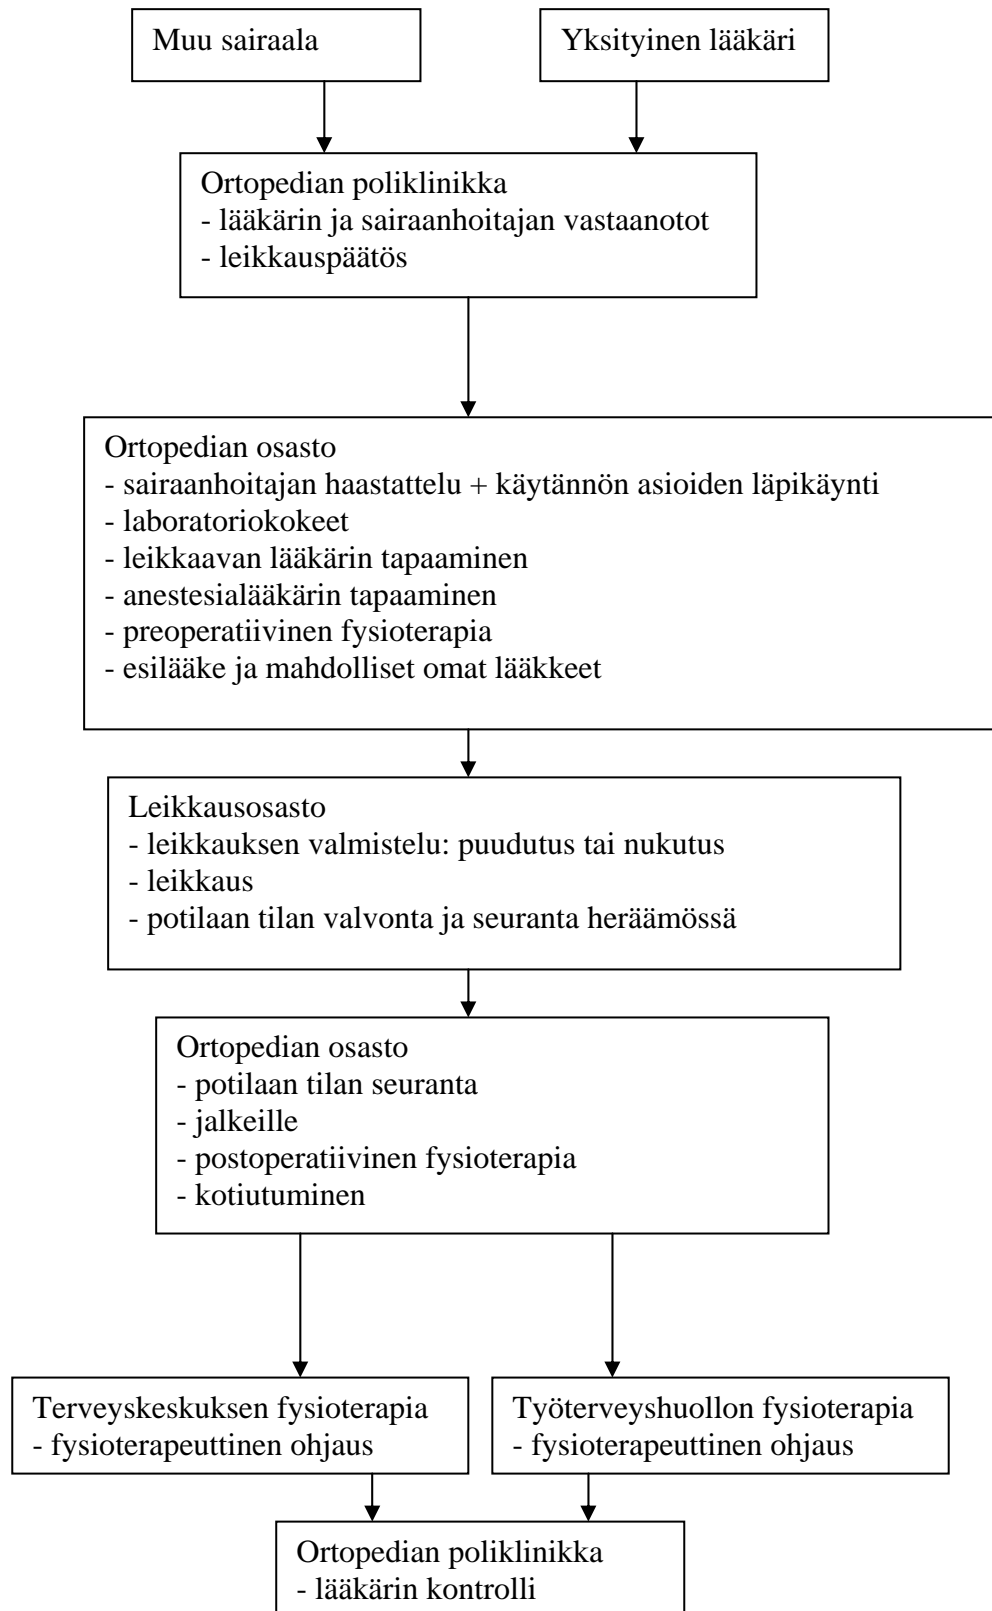 Muu sairaala
Yksityinen lääkäri
Ortopedian poliklinikka
- lääkärin ja sairaanhoitajan vastaanotot
- leikkauspäätös
Ortopedian osasto
- sairaanhoitajan haastattelu + käytännön asioiden läpikäynti
- laboratoriokokeet
- leikkaavan lääkärin tapaaminen
- anestesialääkärin tapaaminen
- preoperatiivinen fysioterapia
- esilääke ja mahdolliset omat lääkkeet
Leikkausosasto
- leikkauksen valmistelu: puudutus tai nukutus
- leikkaus
- potilaan tilan valvonta ja seuranta heräämössä
Ortopedian osasto
- potilaan tilan seuranta
- jalkeille
- postoperatiivinen fysioterapia
- kotiutuminen
Terveyskeskuksen fysioterapia
- fysioterapeuttinen ohjaus
Työterveyshuollon fysioterapia
- fysioterapeuttinen ohjaus
Ortopedian poliklinikka
- lääkärin kontrolli